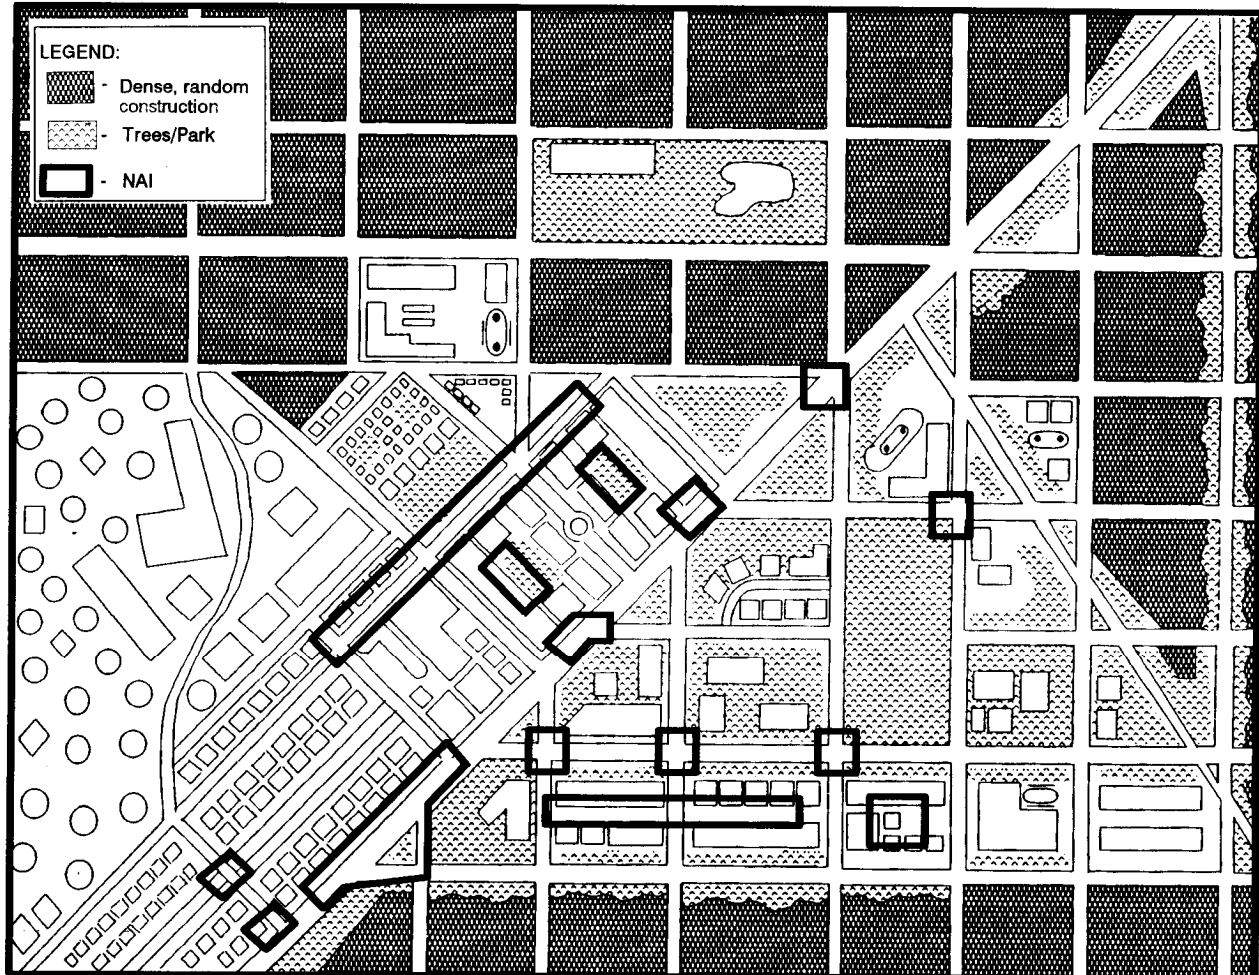 LEGEND:
- Dense, random
construction
- Trees/Park
- NAI